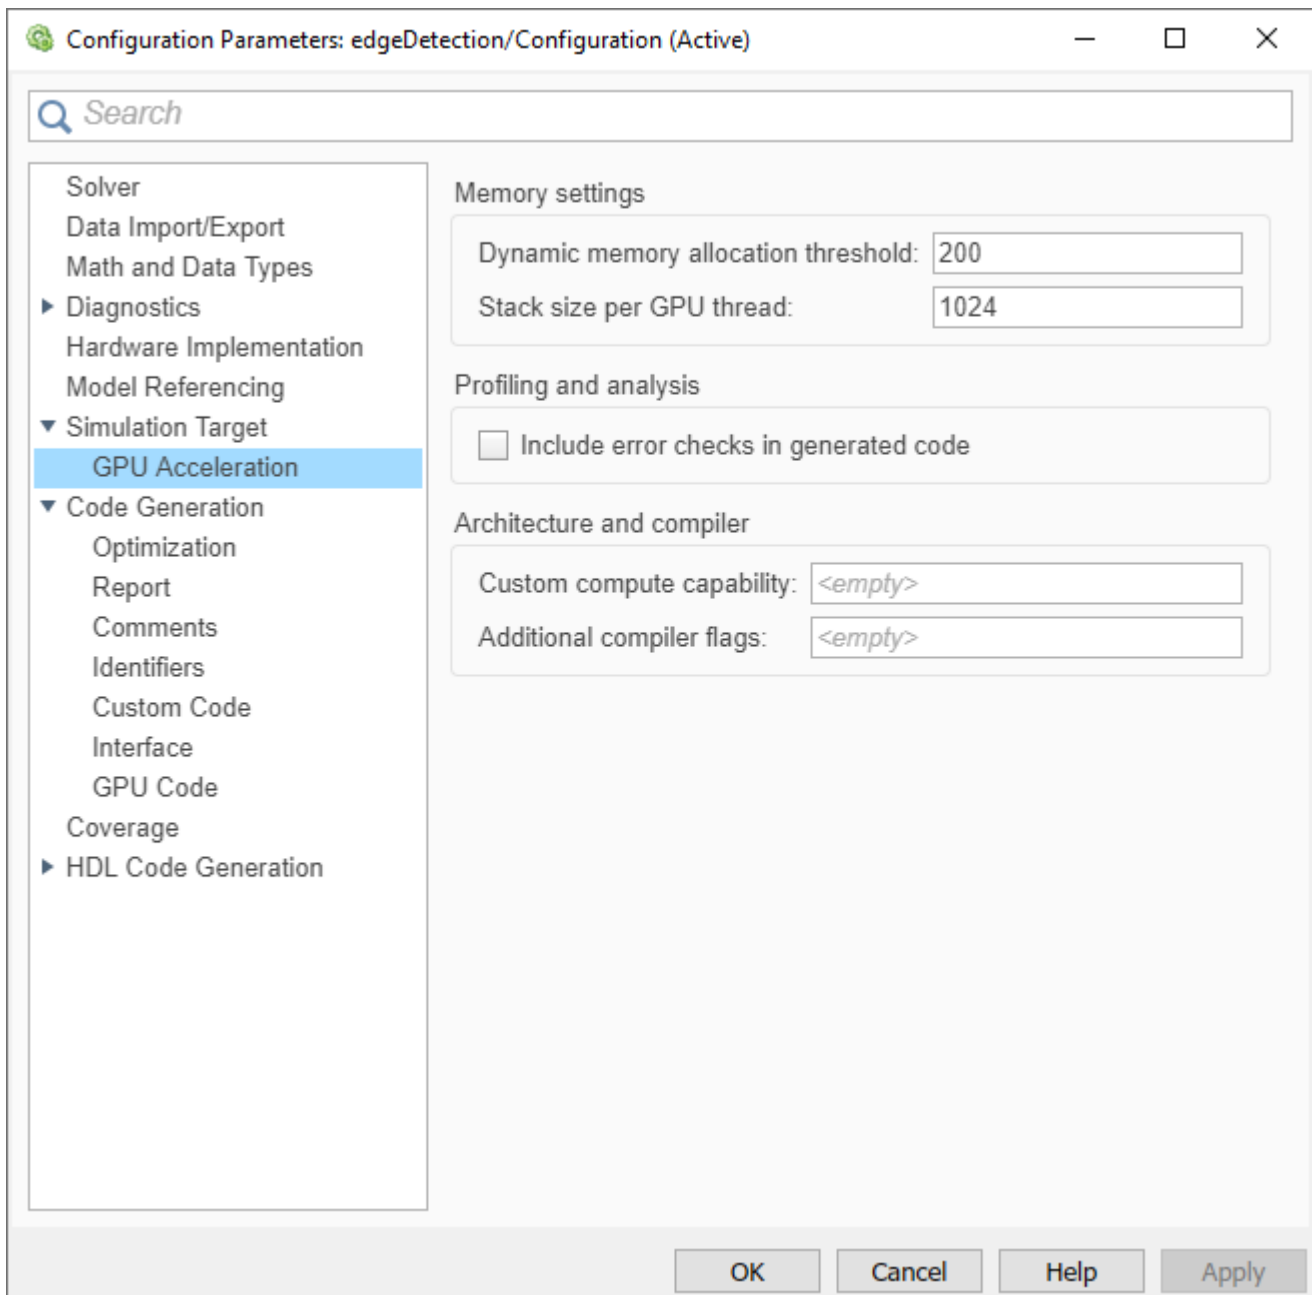 Configuration Parameters: edgeDetection/Configuration (Active)
Search
Solver
Data Import/Export
Math and Data Types
Diagnostics
Hardware Implementation
Model Referencing
Simulation Target
GPU Acceleration
Code Generation
Optimization
Report
Comments
Identifiers
Custom Code
Interface
GPU Code
Coverage
HDL Code Generation
Memory settings
Dynamic memory allocation threshold: 200
Stack size per GPU thread: 1024
Profiling and analysis
Include error checks in generated code
Architecture and compiler
Custom compute capability: <empty>
Additional compiler flags: <empty>
OK Cancel Help Apply